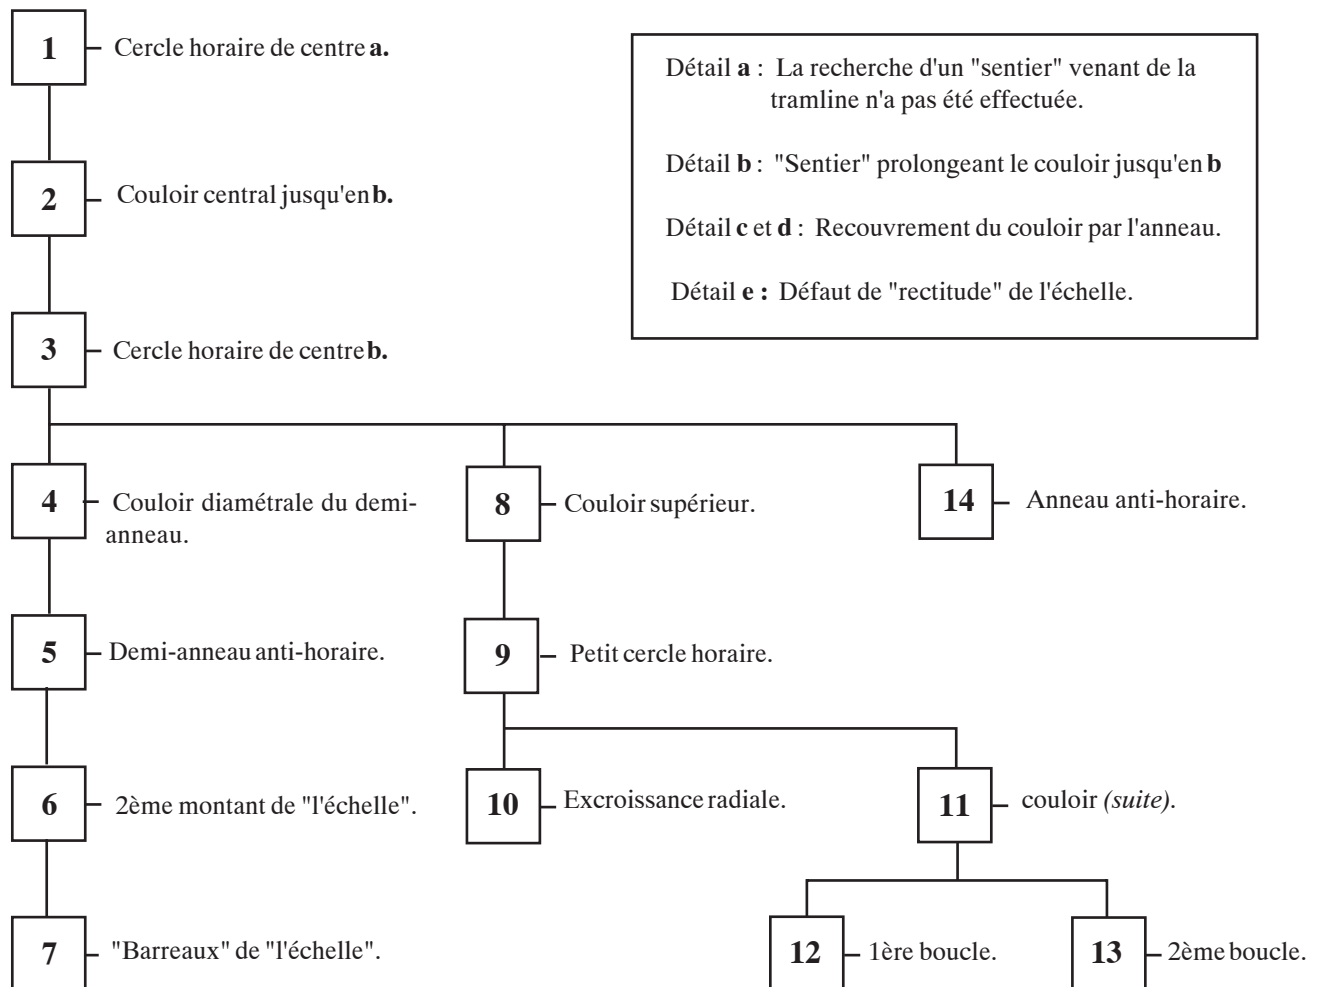 1 Cercle horaire de centre a.
Détail a : La recherche d'un "sentier" venant de la
tramline n'a pas été effectuée.
Détail b : "Sentier" prolongeant le couloir jusqu'en b
Détail c et d : Recouvrement du couloir par l'anneau.
Détail e : Défaut de "rectitude" de l'échelle.
2 Couloir central jusqu'en b.
3 Cercle horaire de centre b.
4 Couloir diamétrale du demi-
anneau.
8 Couloir supérieur.
14 Anneau anti-horaire.
5 Demi-anneau anti-horaire.
9 Petit cercle horaire.
6 2ème montant de "l'échelle".
10 Excroissance radiale.
11 couloir (suite).
7 "Barreaux" de "l'échelle".
12 1ère boucle.
13 2ème boucle.